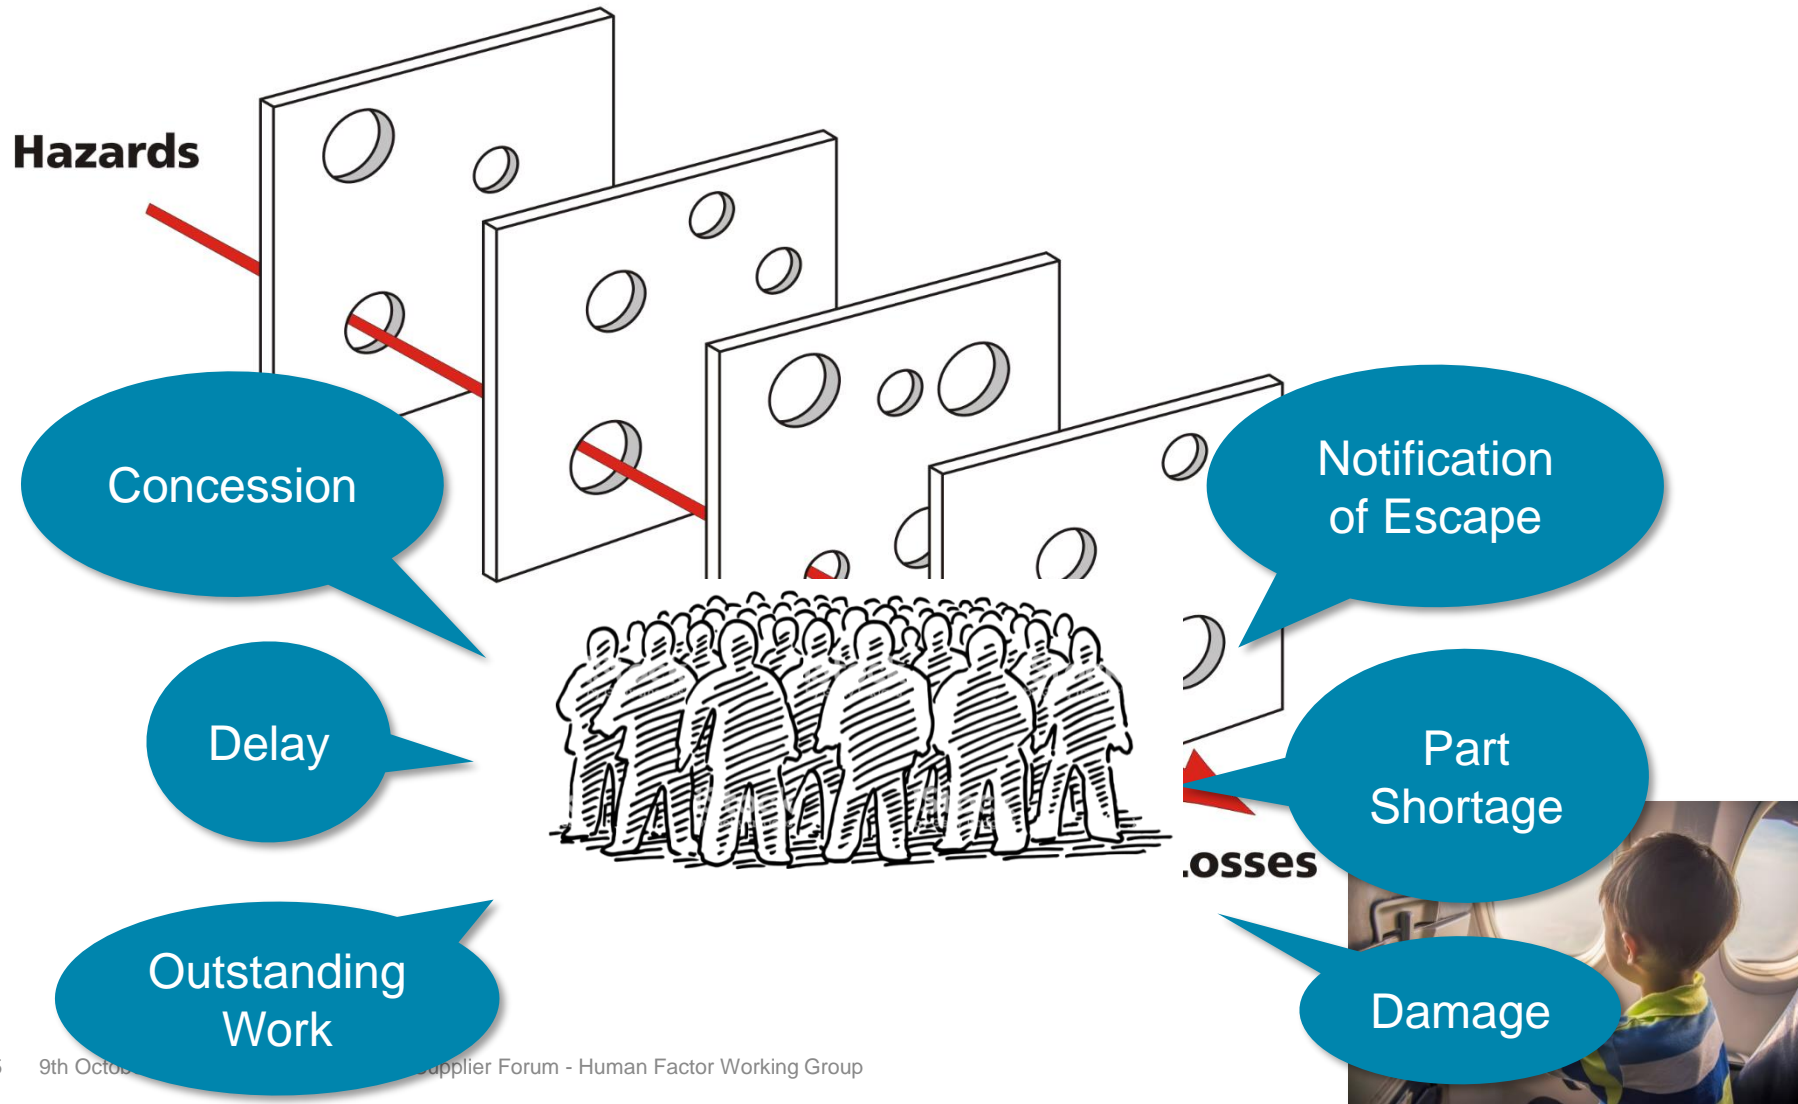 Hazards
Concession
Notification
of Escape
Delay
Part
Shortage
osses
Outstanding
Work
Damage
9th Octo
upplier Forum - Human Factor Working Group